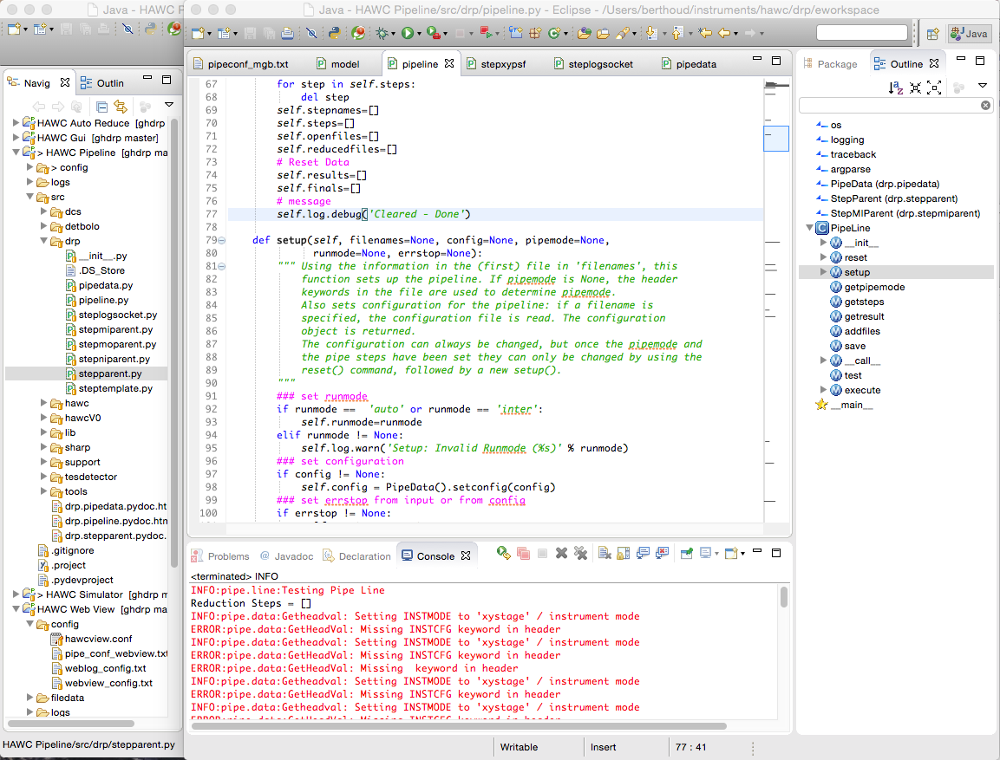 Java - HAWC P
Java - HAWC Pipeline/src/drp/pipeline.py - Eclipse - /Users/berthoud/instruments/hawc/drp/eworkspace
Java
Navig
Outlin
HAWC Auto Reduce [ghdrp
HAWC Gui [ghdrp master]
> HAWC Pipeline [ghdrp ma
> config
logs
src
dcs
detbolo
drp
__init__.py
.DS_Store
pipedata.py
pipeline.py
steplogsocket.py
stepmiparent.py
stepmoparent.py
stepniparent.py
stepparent.py
steptemplate.py
hawc
hawcV0
lib
sharp
support
tesdetector
tools
drp.pipedata.pydoc.ht
drp.pipeline.pydoc.htn
drp.stepparent.pydoc.
.gitignore
.project
.pydevproject
> HAWC Simulator [ghdrp m
HAWC Web View [ghdrp ma
config
hawcview.conf
pipe_conf_webview.txt
weblog_config.txt
webview_config.txt
filedata
logs
HAWC Pipeline/src/drp/stepparent.py
pipeconf_mgb.txt
model
pipeline
stepxypsf
steplogsocket
pipedata
67 for step in self.steps:
68 del step
69 self.stepnames=[]
70 self.steps=[]
71 self.openfiles=[]
72 self.reducedfiles=[]
73 # Reset Data
74 self.results=[]
75 self.finals=[]
76 # message
77 self.log.debug('Cleared - Done')
78
79 def setup(self, filenames=None, config=None, pipemode=None,
80 runmode=None, errstop=None):
81 """ Using the information in the (first) file in 'filenames', this
82 function sets up the pipeline. If pipemode is None, the header
83 keywords in the file are used to determine pipemode.
84 Also sets configuration for the pipeline: if a filename is
85 specified, the configuration file is read. The configuration
86 object is returned.
87 The configuration can always be changed, but once the pipemode and
88 the pipe steps have been set they can only be changed by using the
89 reset() command, followed by a new setup().
90 """
91 ### set runmode
92 if runmode == 'auto' or runmode == 'inter':
93 self.runmode=runmode
94 elif runmode != None:
95 self.log.warn('Setup: Invalid Runmode (%s)' % runmode)
96 ### set configuration
97 if config != None:
98 self.config = PipeData().setconfig(config)
99 ### set errstop from input or from config
100 if errstop != None:
Package
Outline
os
logging
traceback
argparse
PipeData (drp.pipedata)
StepParent (drp.stepparent)
StepMIParent (drp.stepmiparent)
PipeLine
__init__
reset
setup
getpipemode
getsteps
getresult
addfiles
save
__call__
test
execute
__main__
Problems
Javadoc
Declaration
Console
<terminated> INFO
INFO:pipe.line:Testing Pipe Line
Reduction Steps = []
INFO:pipe.data:Getheadval: Setting INSTMODE to 'xystage' / instrument mode
ERROR:pipe.data:GetHeadVal: Missing INSTCFG keyword in header
INFO:pipe.data:Getheadval: Setting INSTMODE to 'xystage' / instrument mode
ERROR:pipe.data:GetHeadVal: Missing INSTCFG keyword in header
ERROR:pipe.data:GetHeadVal: Missing  keyword in header
INFO:pipe.data:Getheadval: Setting INSTMODE to 'xystage' / instrument mode
ERROR:pipe.data:GetHeadVal: Missing INSTCFG keyword in header
INFO:pipe.data:Getheadval: Setting INSTMODE to 'xystage' / instrument mode
ERROR:pipe.data:GetHeadVal: Missing INSTCFG keyword in header
Writable
Insert
77 : 41